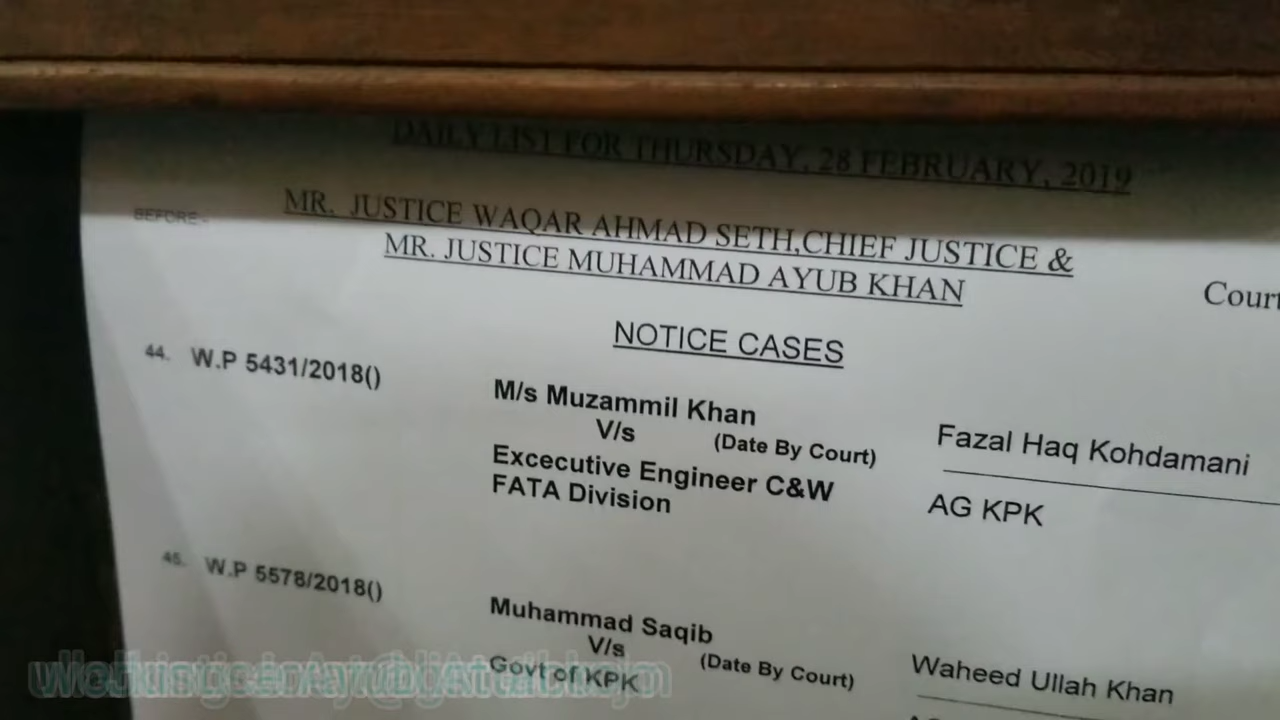 DAILY LIST FOR THURSDAY, 28 FEBRUARY, 2019
BEFORE:-
MR. JUSTICE WAQAR AHMAD SETH,CHIEF JUSTICE &
MR. JUSTICE MUHAMMAD AYUB KHAN
Court
NOTICE CASES
44. W.P 5431/2018()
M/s Muzammil Khan
V/s (Date By Court)
Excecutive Engineer C&W
FATA Division
Fazal Haq Kohdamani
AG KPK
45. W.P 5578/2018()
Muhammad Saqib
V/s (Date By Court)
Govt of KPK
Waheed Ullah Khan